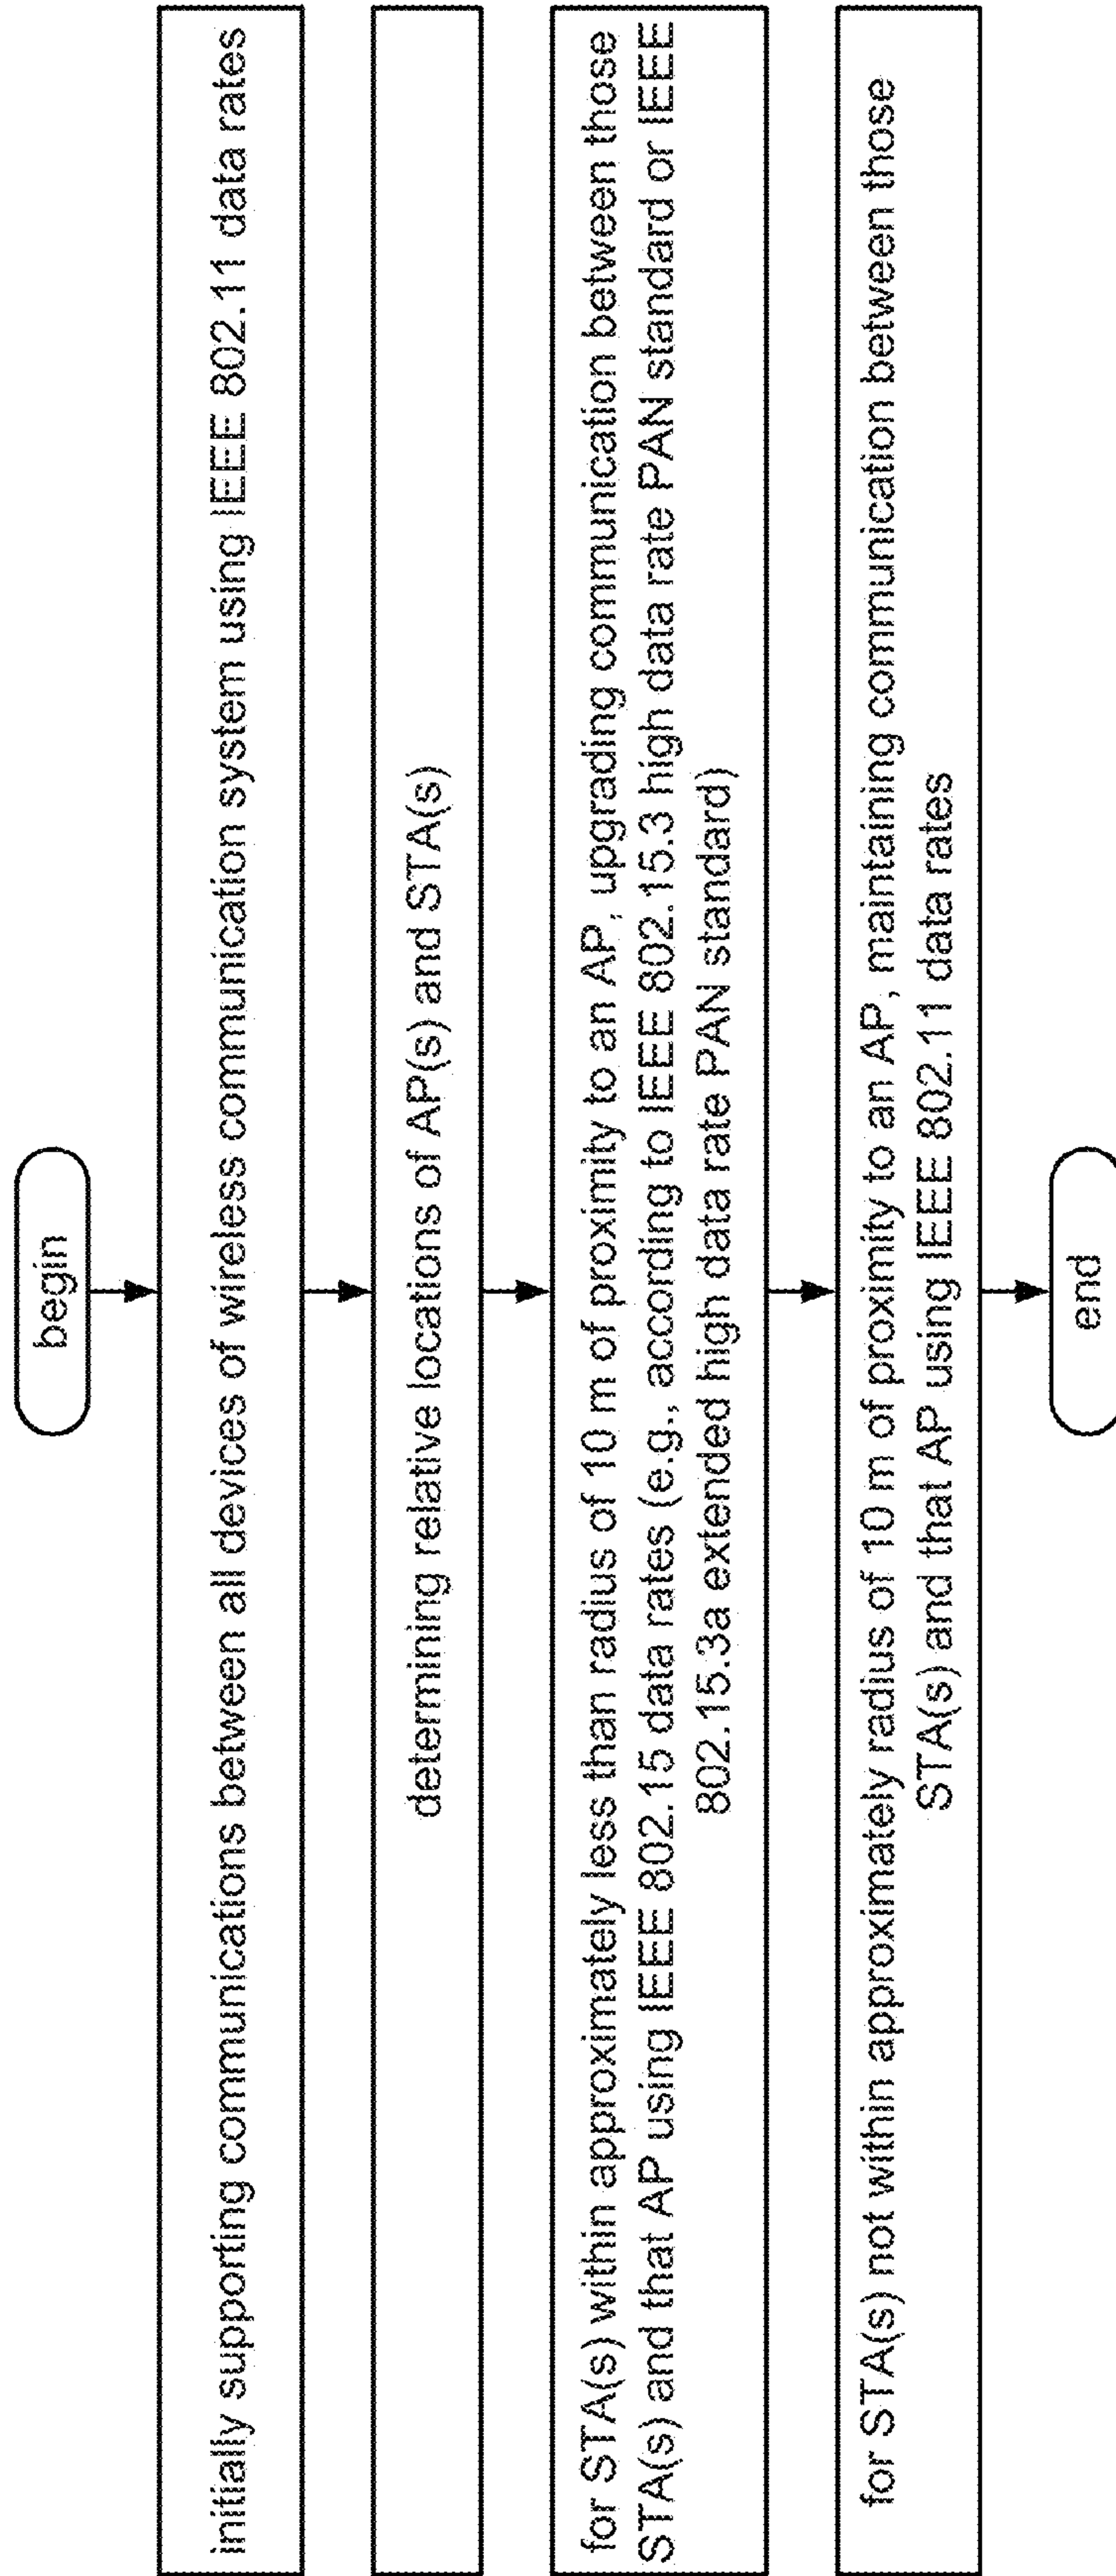 begin
initially supporting communications between all devices of wireless communication system using IEEE 802.11 data rates
determining relative locations of AP(s) and STA(s)
for STA(s) within approximately less than radius of 10 m of proximity to an AP, upgrading communication between those
STA(s) and that AP using IEEE 802.15 data rates (e.g., according to IEEE 802.15.3 high data rate PAN standard or IEEE
802.15.3a extended high data rate PAN standard)
for STA(s) not within approximately radius of 10 m of proximity to an AP, maintaining communication between those
STA(s) and that AP using IEEE 802.11 data rates
end